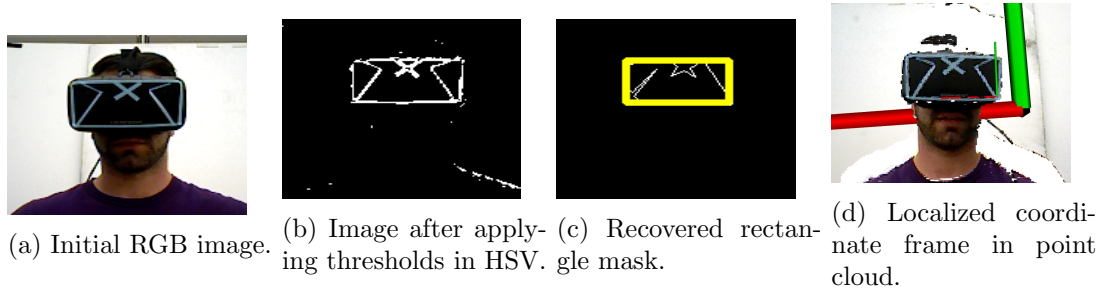 (a) Initial RGB image.
(b) Image after apply-
ing thresholds in HSV.
(c) Recovered rectan-
gle mask.
(d) Localized coordi-
nate frame in point
cloud.